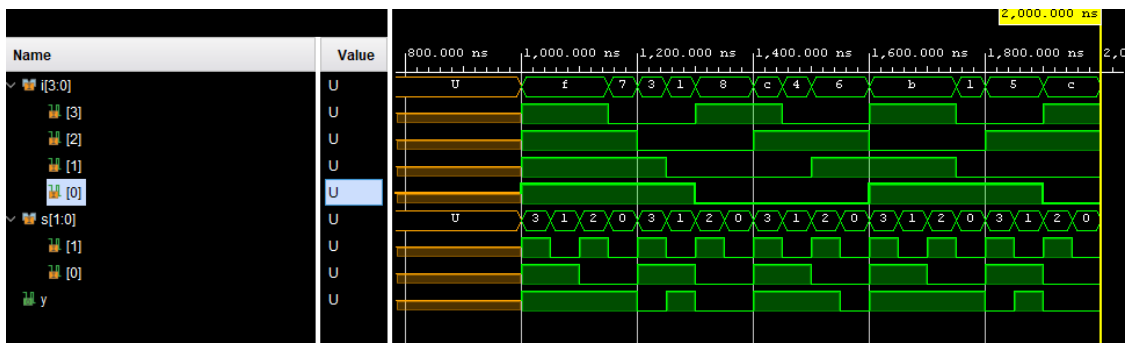 2,000.000 ns
Name Value 800.000 ns 1,000.000 ns 1,200.000 ns 1,400.000 ns 1,600.000 ns 1,800.000 ns 2,0
i[3:0] U U f 7 3 1 8 c 4 6 b 1 5 c
[3] U
[2] U
[1] U
[0] U
s[1:0] U U 3 1 2 0 3 1 2 0 3 1 2 0 3 1 2 0 3 1 2 0
[1] U
[0] U
y U